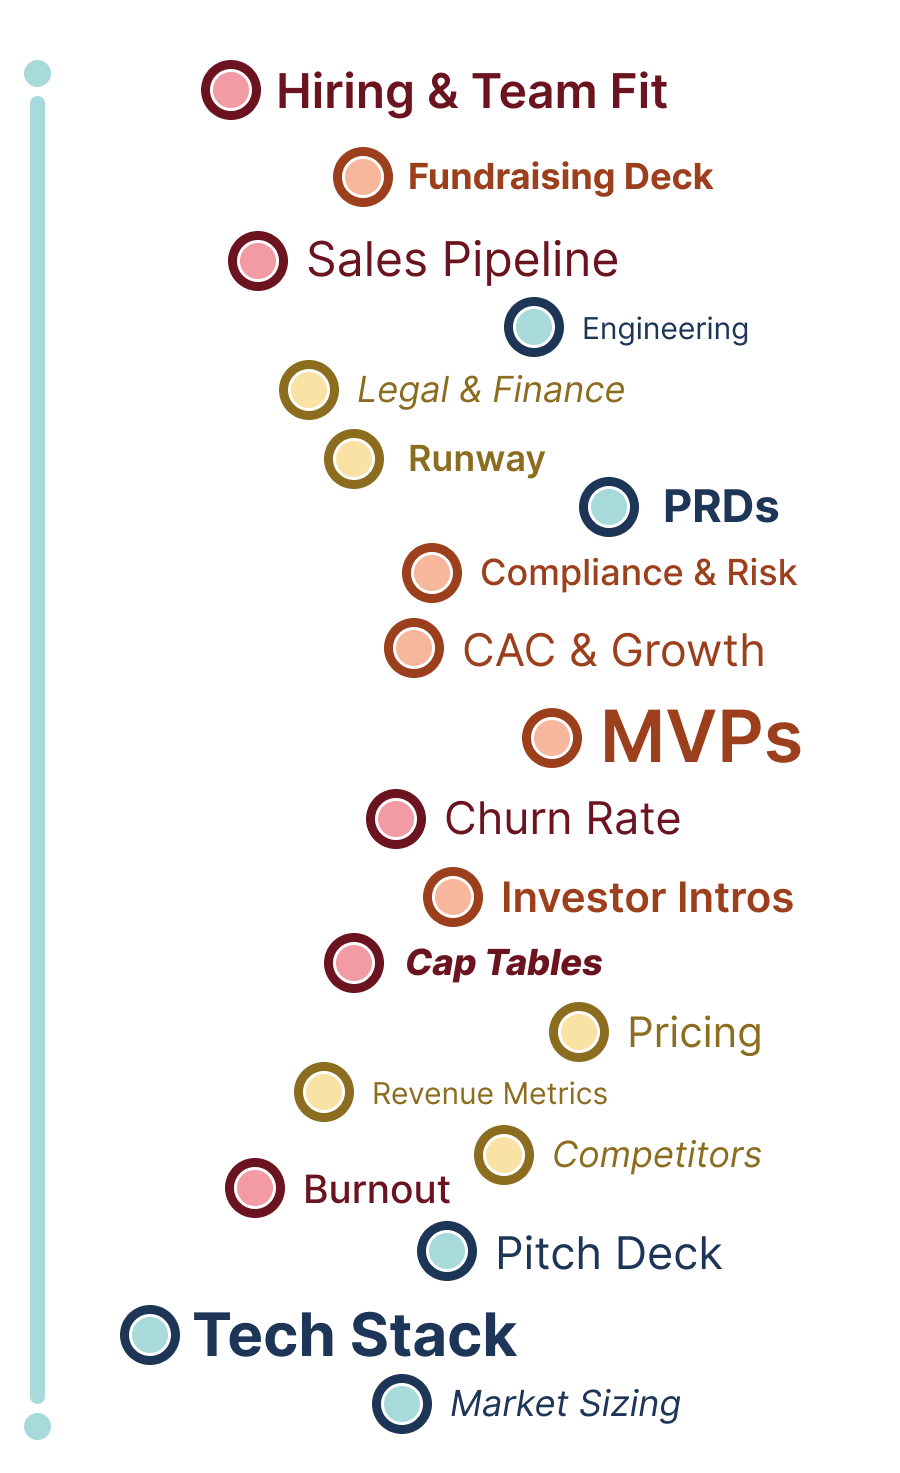 Hiring & Team Fit
Fundraising Deck
Sales Pipeline
Engineering
Legal & Finance
Runway
PRDs
Compliance & Risk
CAC & Growth
MVPs
Churn Rate
Investor Intros
Cap Tables
Pricing
Revenue Metrics
Competitors
Burnout
Pitch Deck
Tech Stack
Market Sizing